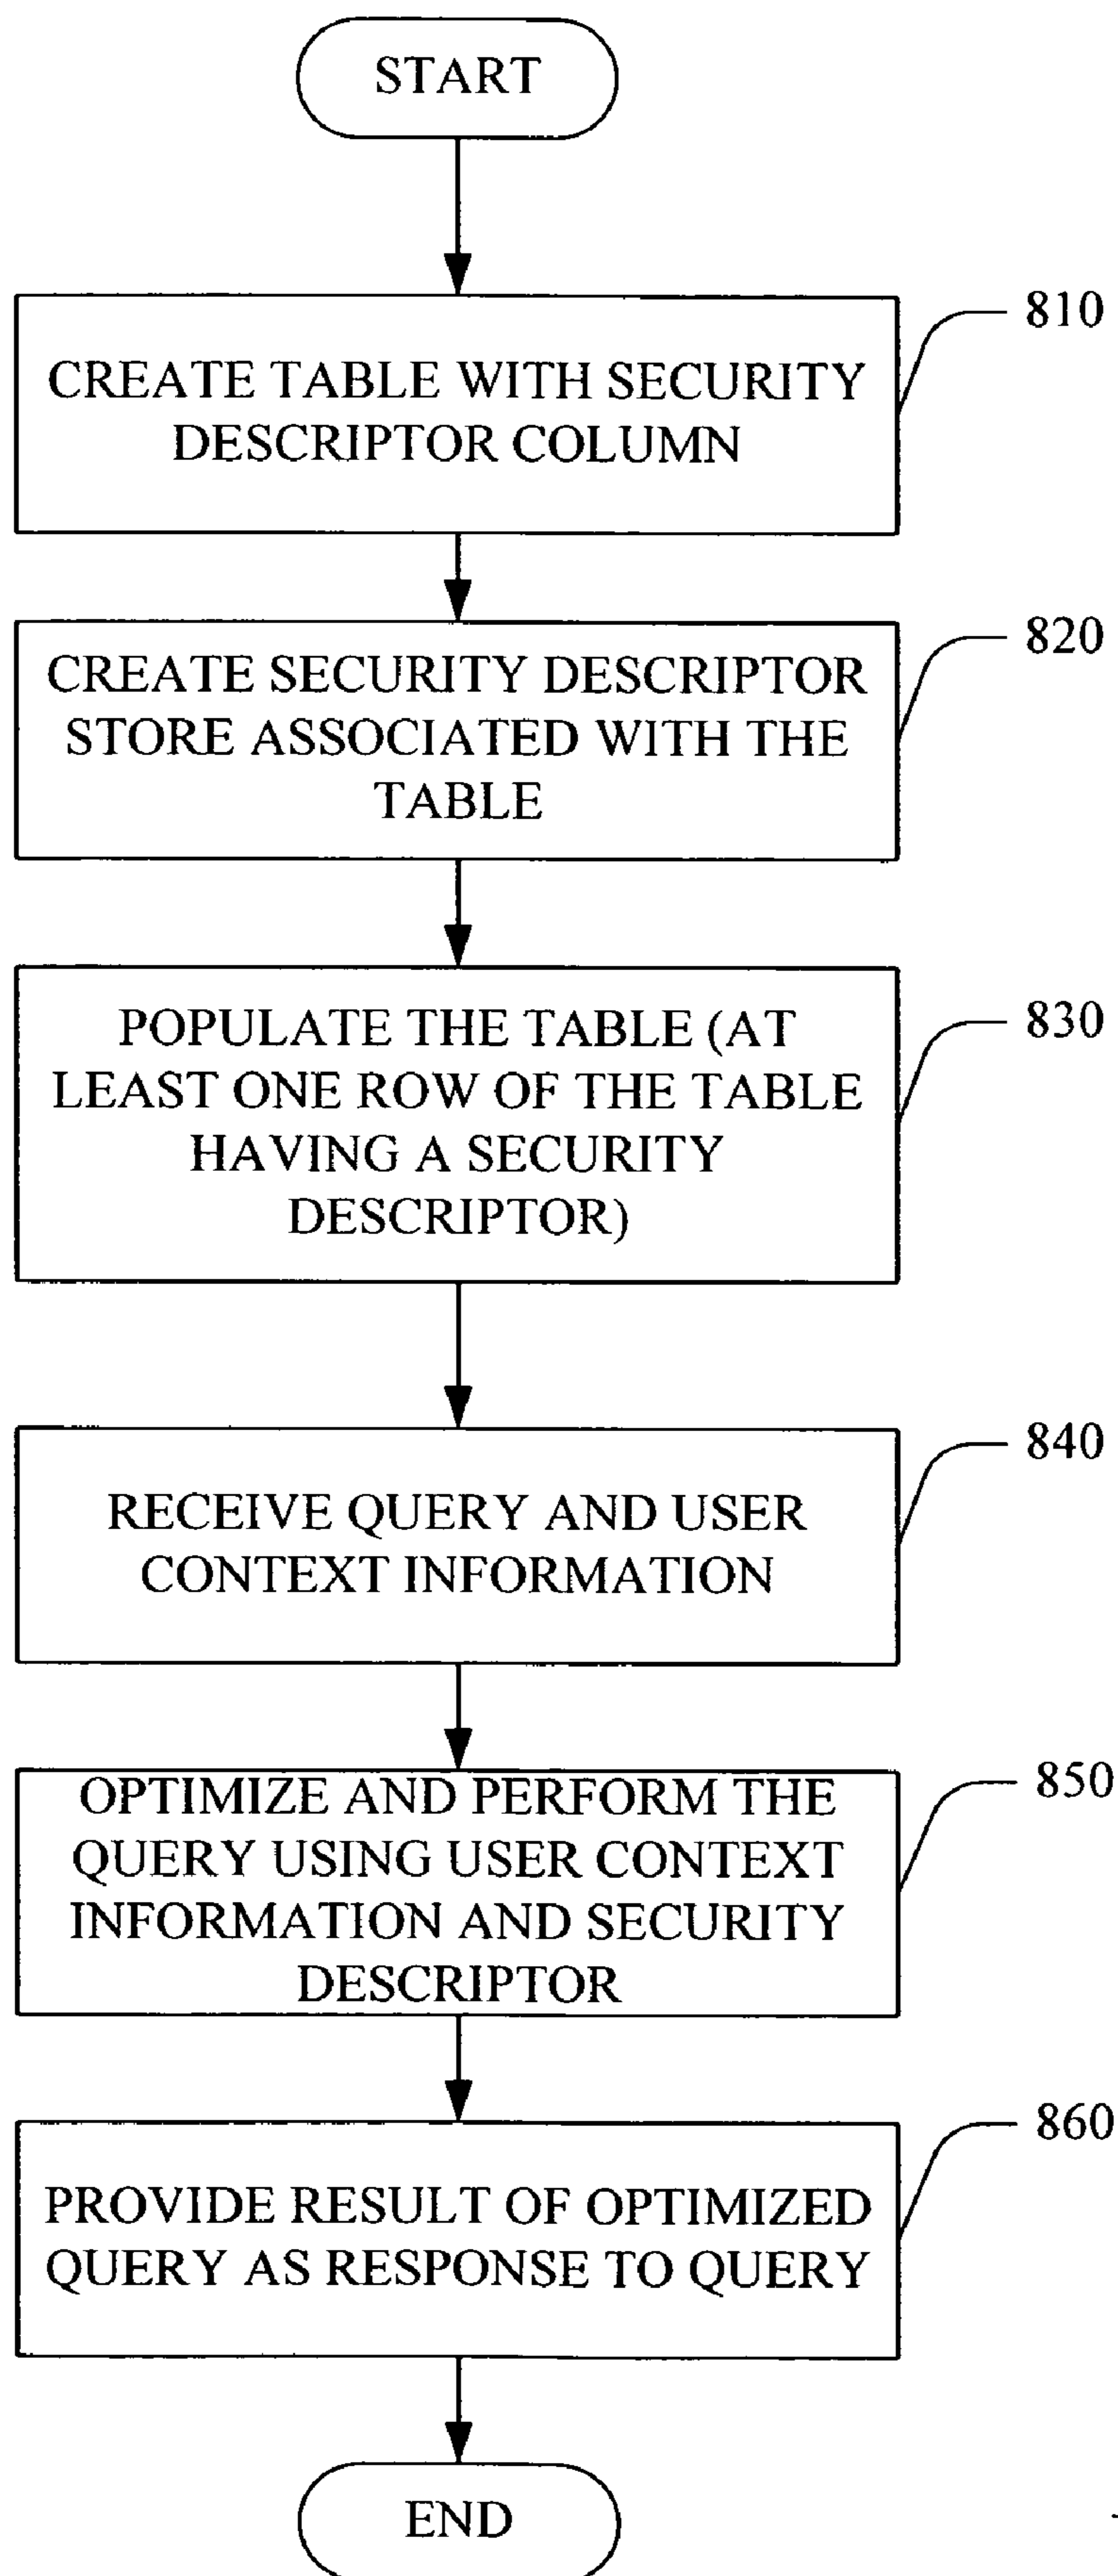 START
CREATE TABLE WITH SECURITY
DESCRIPTOR COLUMN
810
CREATE SECURITY DESCRIPTOR
STORE ASSOCIATED WITH THE
TABLE
820
POPULATE THE TABLE (AT
LEAST ONE ROW OF THE TABLE
HAVING A SECURITY
DESCRIPTOR)
830
RECEIVE QUERY AND USER
CONTEXT INFORMATION
840
OPTIMIZE AND PERFORM THE
QUERY USING USER CONTEXT
INFORMATION AND SECURITY
DESCRIPTOR
850
PROVIDE RESULT OF OPTIMIZED
QUERY AS RESPONSE TO QUERY
860
END